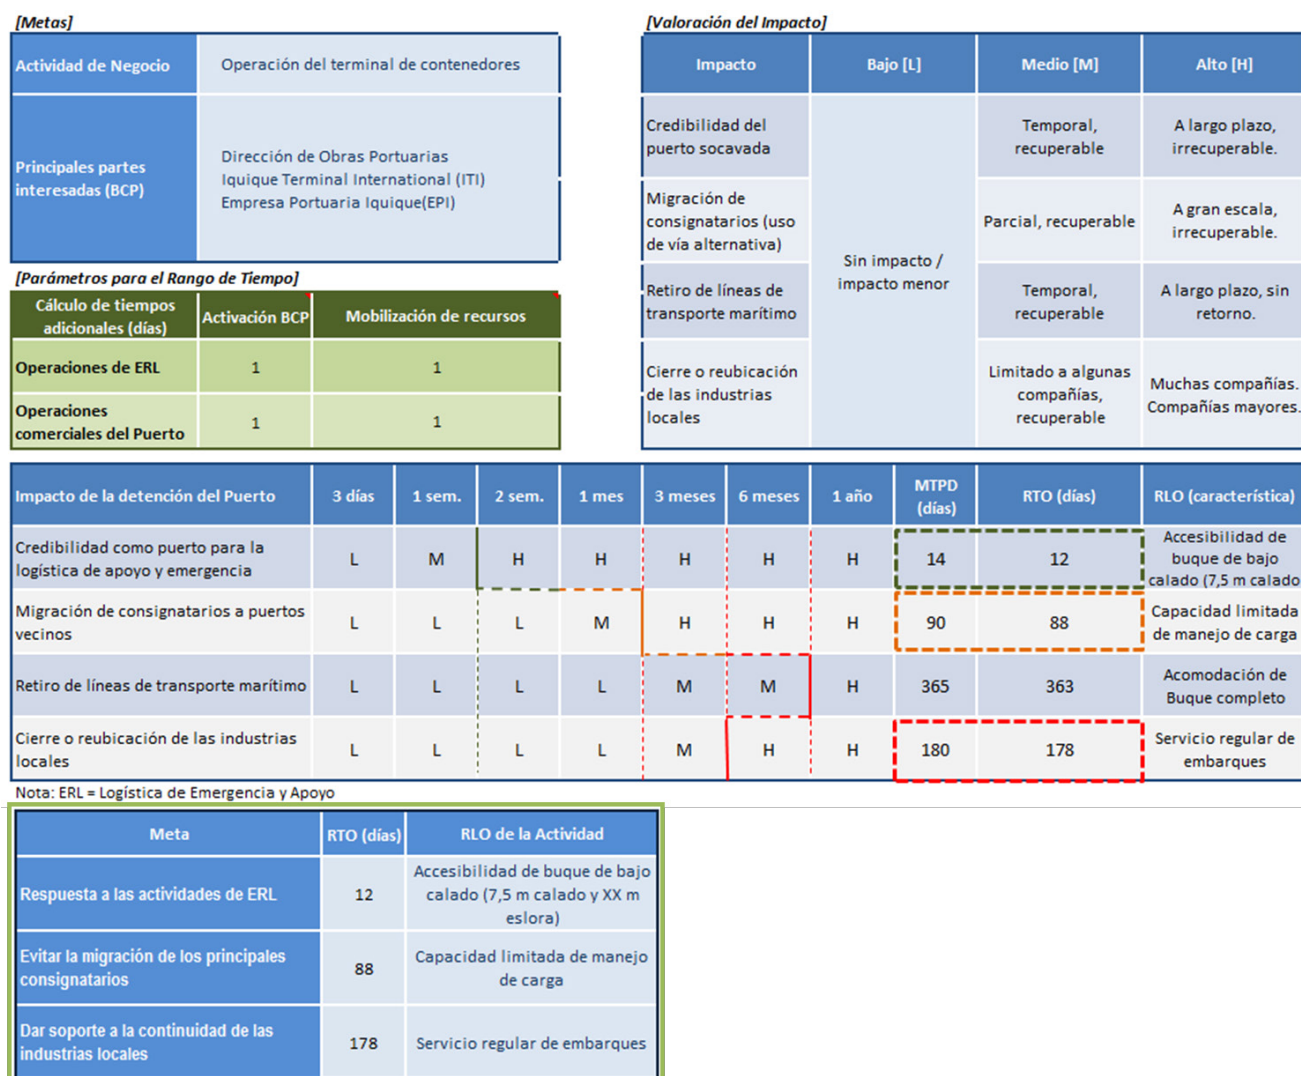 [Metas]
Actividad de Negocio
Operación del terminal de contenedores
Principales partes
interesadas (BCP)
Dirección de Obras Portuarias
Iquique Terminal International (ITI)
Empresa Portuaria Iquique(EPI)
[Parámetros para el Rango de Tiempo]
Cálculo de tiempos
adicionales (días)
Activación BCP
Mobilización de recursos
Operaciones de ERL
1
1
Operaciones
comerciales del Puerto
1
1
[Valoración del Impacto]
Impacto
Bajo [L]
Medio [M]
Alto [H]
Credibilidad del
puerto socavada
Temporal,
recuperable
A largo plazo,
irrecuperable.
Migración de
consignatarios (uso
de vía alternativa)
Parcial, recuperable
A gran escala,
irrecuperable.
Sin impacto /
impacto menor
Retiro de líneas de
transporte marítimo
Temporal,
recuperable
A largo plazo, sin
retorno.
Cierre o reubicación
de las industrias
locales
Limitado a algunas
compañías,
recuperable
Muchas compañías.
Compañías mayores.
Impacto de la detención del Puerto
3 días
1 sem.
2 sem.
1 mes
3 meses
6 meses
1 año
MTPD
(días)
RTO (días)
RLO (característica)
Credibilidad como puerto para la
logística de apoyo y emergencia
L
M
H
H
H
H
H
14
12
Accesibilidad de
buque de bajo
calado (7,5 m calado
Migración de consignatarios a puertos
vecinos
L
L
L
M
H
H
H
90
88
Capacidad limitada
de manejo de carga
Retiro de líneas de transporte marítimo
L
L
L
L
M
M
H
365
363
Acomodación de
Buque completo
Cierre o reubicación de las industrias
locales
L
L
L
L
M
H
H
180
178
Servicio regular de
embarques
Nota: ERL = Logística de Emergencia y Apoyo
Meta
RTO (días)
RLO de la Actividad
Respuesta a las actividades de ERL
12
Accesibilidad de buque de bajo
calado (7,5 m calado y XX m
eslora)
Evitar la migración de los principales
consignatarios
88
Capacidad limitada de manejo
de carga
Dar soporte a la continuidad de las
industrias locales
178
Servicio regular de embarques